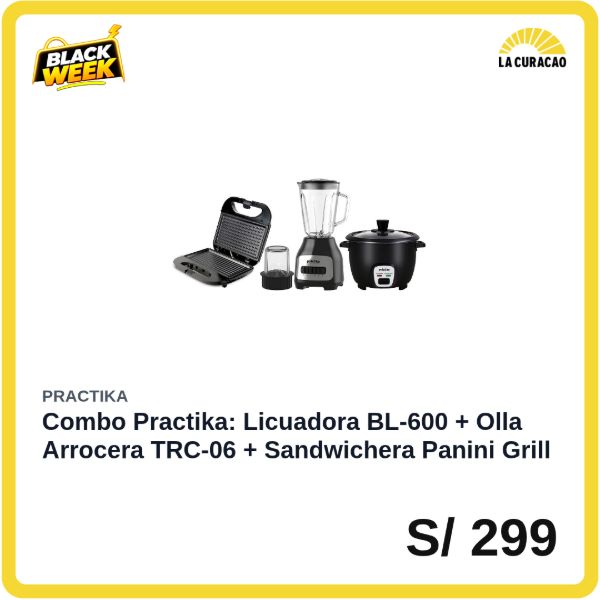 BLACK
WEEK
LA CURACAO
PRACTIKA
Combo Practika: Licuadora BL-600 + Olla
Arrocera TRC-06 + Sandwichera Panini Grill
S/ 299